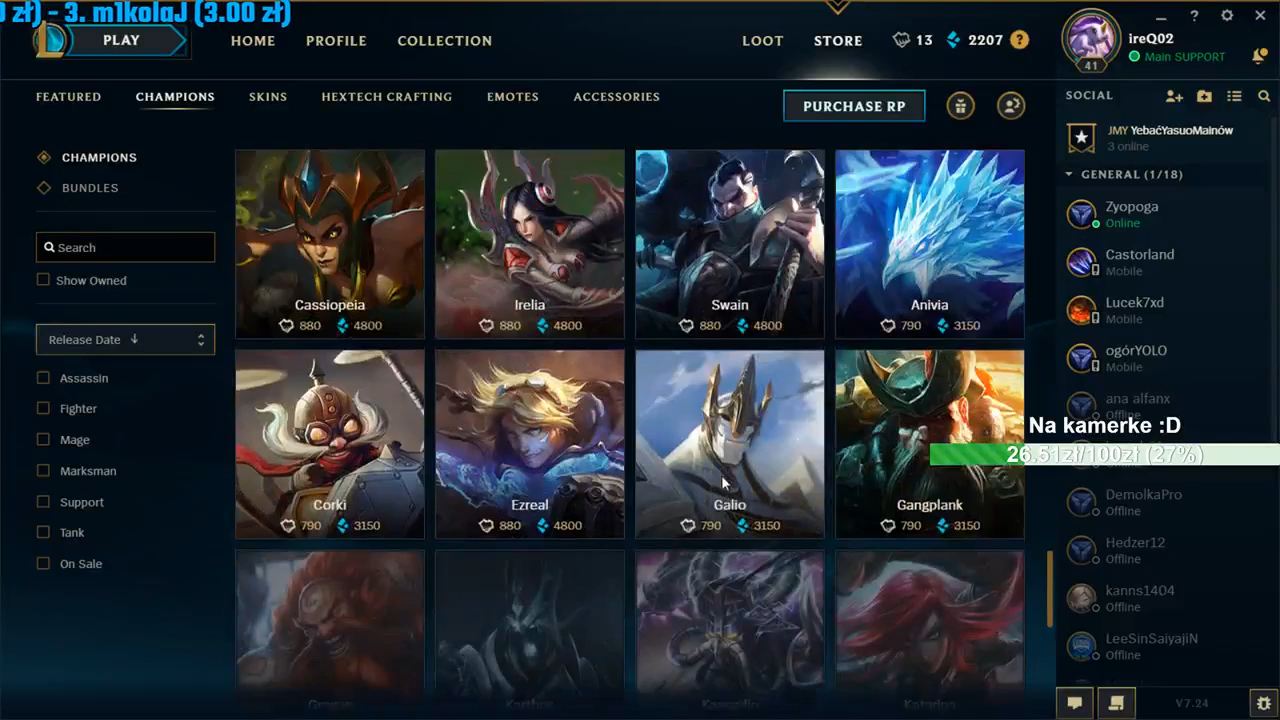 0 zł) - 3. m1kolaJ (3.00 zł)
PLAY
HOME
PROFILE
COLLECTION
LOOT
STORE
13
2207
?
?
ireQ02
Main SUPPORT
41
FEATURED
CHAMPIONS
SKINS
HEXTECH CRAFTING
EMOTES
ACCESSORIES
PURCHASE RP
SOCIAL
CHAMPIONS
BUNDLES
Search
Show Owned
Release Date
Assassin
Fighter
Mage
Marksman
Support
Tank
On Sale
Cassiopeia
880 4800
Irelia
880 4800
Swain
880 4800
Anivia
790 3150
Corki
790 3150
Ezreal
880 4800
Galio
790 3150
Gangplank
790 3150
Gragas
Karthus
Kassadin
Katarina
JMY YebaćYasuoMainów
3 online
GENERAL (1/18)
Zyopoga
Online
Castorland
Mobile
Lucek7xd
Mobile
ogórYOLO
Mobile
ana alfanx
Offline
Na kamerke :D
26.51zł/100zł (27%)
DemolkaPro
Offline
Hedzer12
Offline
kanns1404
Offline
LeeSinSaiyajiN
Offline
V7.24